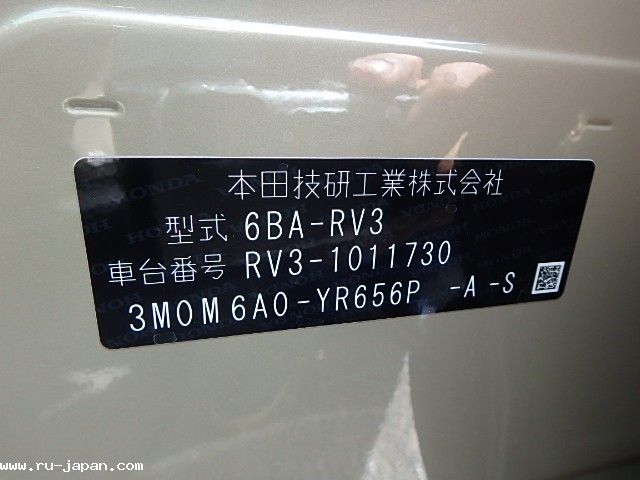 本田技研工業株式会社
型式 6BA-RV3
車台番号 RV3-1011730
3M0M6A0-YR656P -A -S
www.ru-japan.com